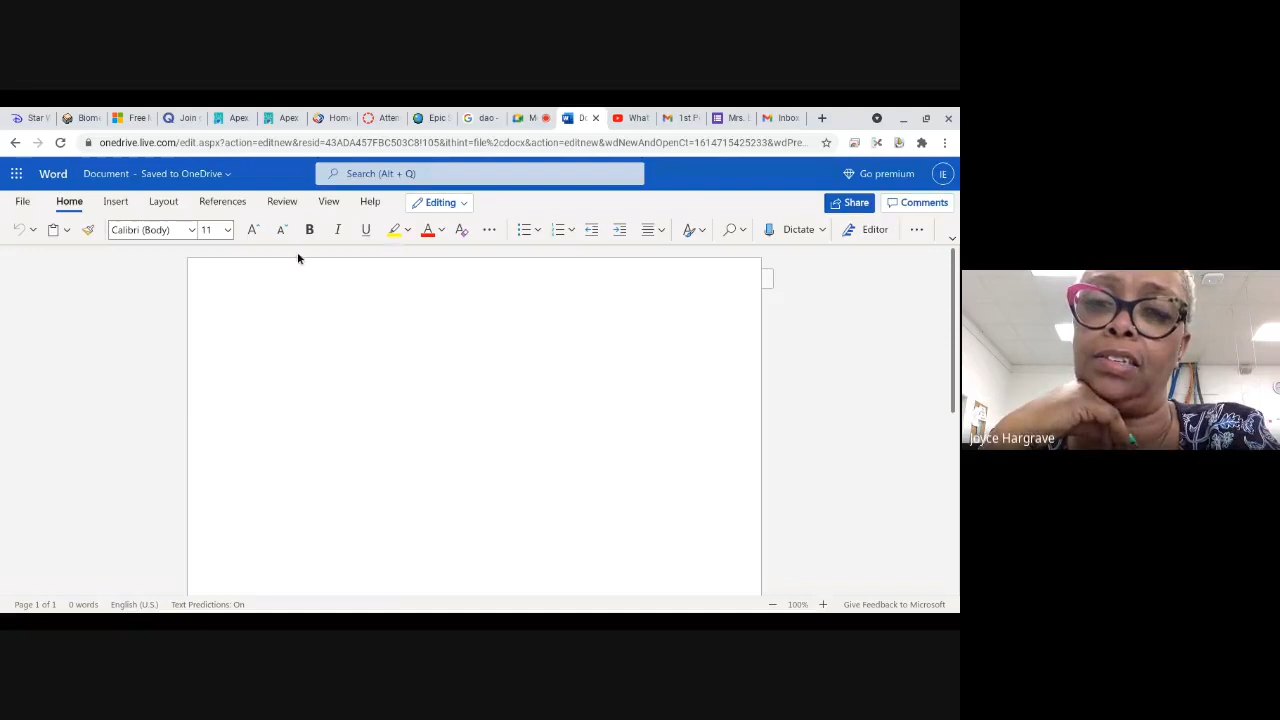 Star W Biome Free M Join Apex Apex Home Atten Epic S dao - M Do What 1st P Mrs. E Inbox
onedrive.live.com/edit.aspx?action=editnew&resid=43ADA457FBC503C8!105&ithint=file%2cdocx&action=editnew&wdNewAndOpenCt=1614715425233&wdPre...
Word Document - Saved to OneDrive Search (Alt + Q) Go premium IE
File Home Insert Layout References Review View Help Editing Share Comments
Calibri (Body) 11 A A B I U A A Dictate Editor
Joyce Hargrave
Page 1 of 1 0 words English (U.S.) Text Predictions: On 100% Give Feedback to Microsoft